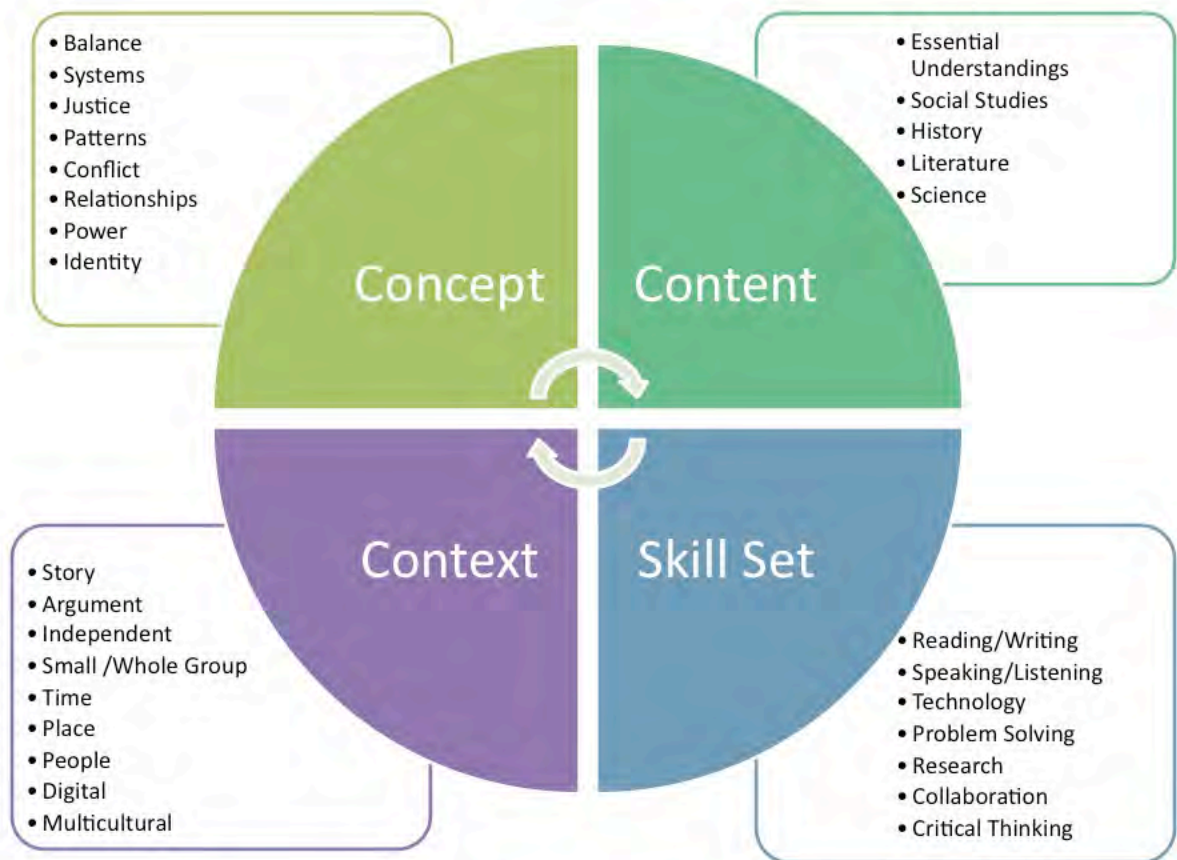 • Balance
• Systems
• Justice
• Patterns
• Conflict
• Relationships
• Power
• Identity
• Essential
Understandings
• Social Studies
• History
• Literature
• Science
Concept
Content
Context
Skill Set
• Story
• Argument
• Independent
• Small /Whole Group
• Time
• Place
• People
• Digital
• Multicultural
• Reading/Writing
• Speaking/Listening
• Technology
• Problem Solving
• Research
• Collaboration
• Critical Thinking